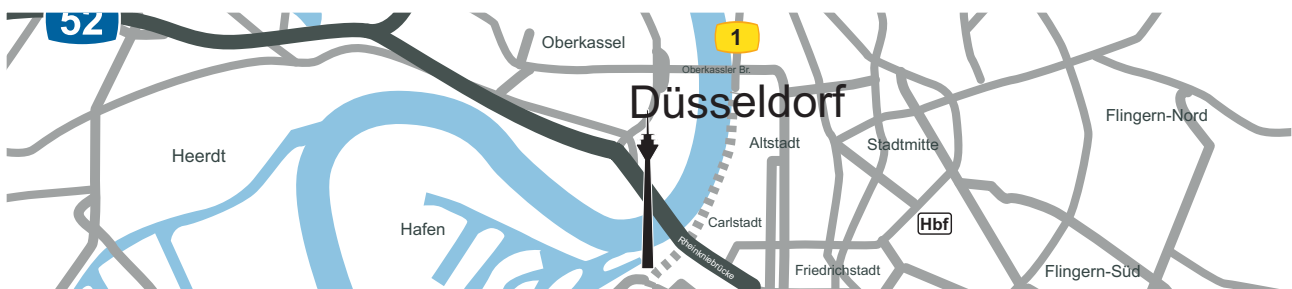 52
1
Oberkassel
Oberkassler Br.
Düsseldorf
Flingern-Nord
Altstadt
Stadtmitte
Heerdt
Carlstadt
Hbf
Hafen
Rheinkniebrücke
Friedrichstadt
Flingern-Süd